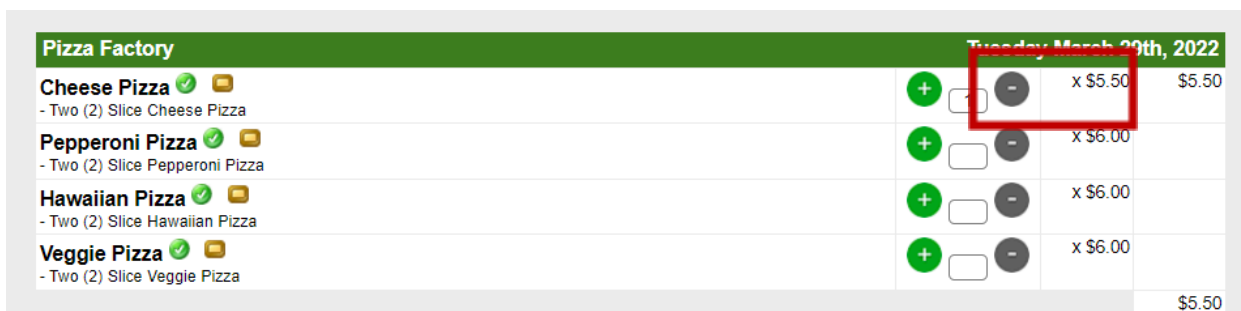 Pizza Factory Tuesday March 29th, 2022
Cheese Pizza + 1 - x $5.50 $5.50
- Two (2) Slice Cheese Pizza
Pepperoni Pizza + - x $6.00
- Two (2) Slice Pepperoni Pizza
Hawaiian Pizza + - x $6.00
- Two (2) Slice Hawaiian Pizza
Veggie Pizza + - x $6.00
- Two (2) Slice Veggie Pizza
$5.50